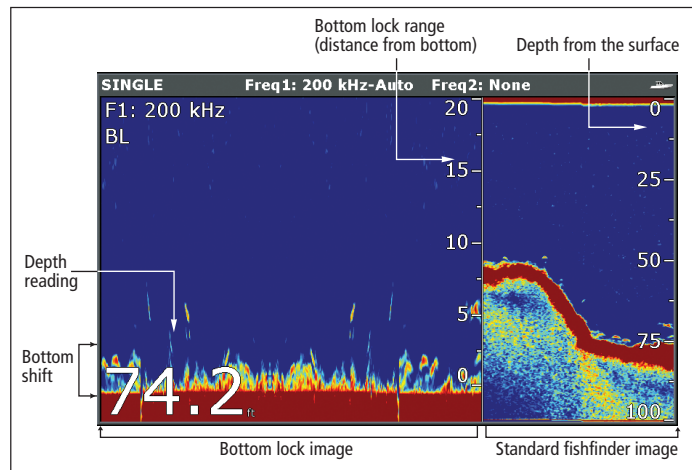 Bottom lock range
(distance from bottom)
Depth from the surface
SINGLE Freq1: 200 kHz-Auto Freq2: None
F1: 200 kHz
BL
20
15
10
5
0
0
25
50
75
100
Depth
reading
Bottom
shift
74.2ft
Bottom lock image
Standard fishfinder image